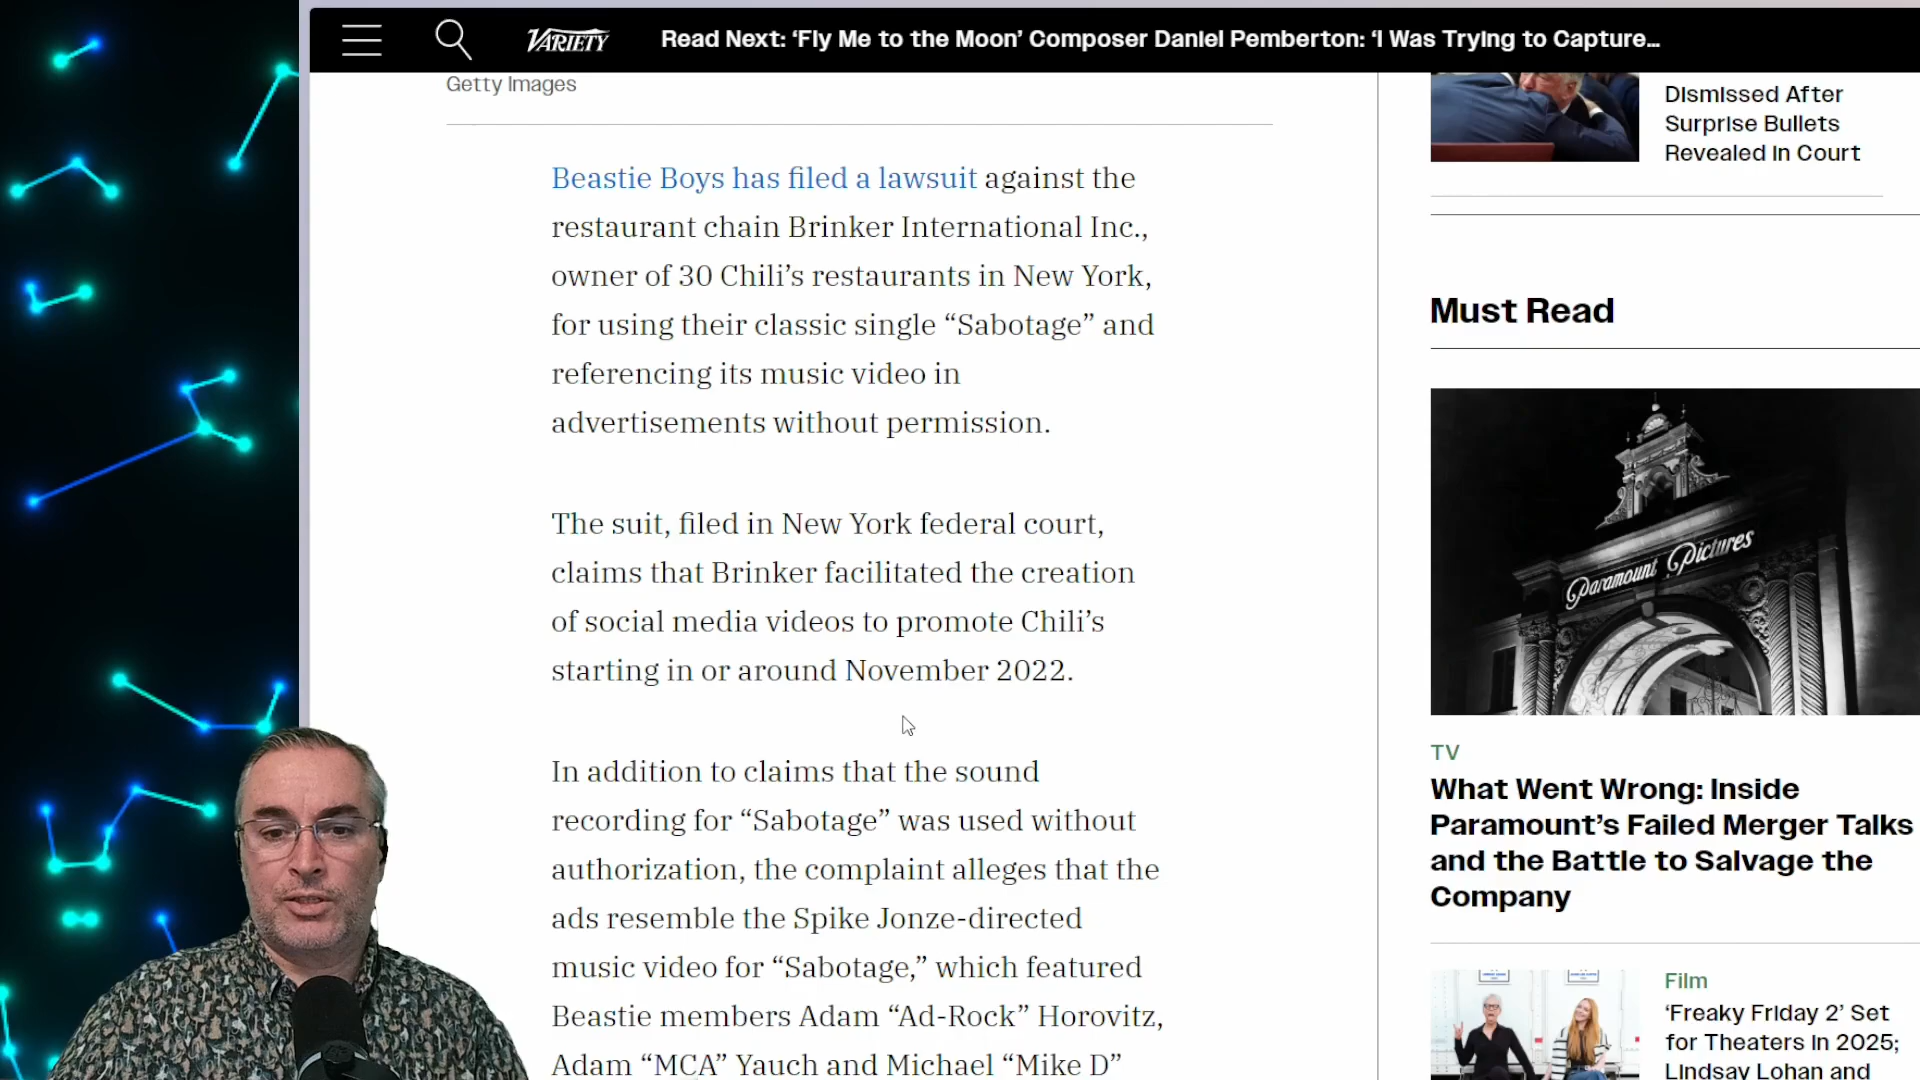 VARIETY
Read Next: ‘Fly Me to the Moon’ Composer Daniel Pemberton: ‘I Was Trying to Capture...
Getty Images
Beastie Boys has filed a lawsuit against the
restaurant chain Brinker International Inc.,
owner of 30 Chili’s restaurants in New York,
for using their classic single “Sabotage” and
referencing its music video in
advertisements without permission.
The suit, filed in New York federal court,
claims that Brinker facilitated the creation
of social media videos to promote Chili’s
starting in or around November 2022.
In addition to claims that the sound
recording for “Sabotage” was used without
authorization, the complaint alleges that the
ads resemble the Spike Jonze-directed
music video for “Sabotage,” which featured
Beastie members Adam “Ad-Rock” Horovitz,
Adam “MCA” Yauch and Michael “Mike D”
Dismissed After
Surprise Bullets
Revealed in Court
Must Read
Paramount Pictures
TV
What Went Wrong: Inside
Paramount’s Failed Merger Talks
and the Battle to Salvage the
Company
Film
‘Freaky Friday 2’ Set
for Theaters in 2025;
Lindsay Lohan and